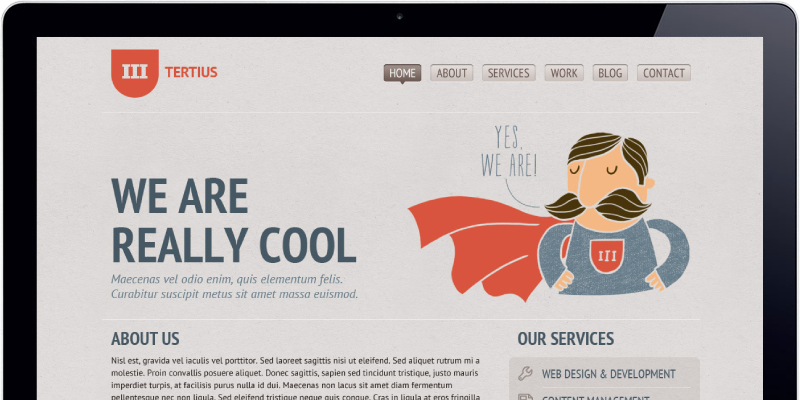 III TERTIUS
HOME ABOUT SERVICES WORK BLOG CONTACT
YES,
WE ARE!
WE ARE
REALLY COOL
Maecenas vel odio enim, quis elementum felis.
Curabitur suscipit metus sit amet massa euismod.
III
ABOUT US
Nisl est, gravida vel iaculis vel porttitor. Sed laoreet sagittis nisi ut eleifend. Sed aliquet rutrum mi a
molestie. Proin convallis posuere aliquet. Donec sagittis, sapien sed tincidunt tristique, justo mauris
imperdiet turpis, at facilisis purus nulla id dui. Maecenas non lacus sit amet diam fermentum
pellentesque nec non ligula. Sed eleifend tristique neque quis congue. Cras in ligula at eros fringilla
OUR SERVICES
WEB DESIGN & DEVELOPMENT
CONTENT MANAGEMENT